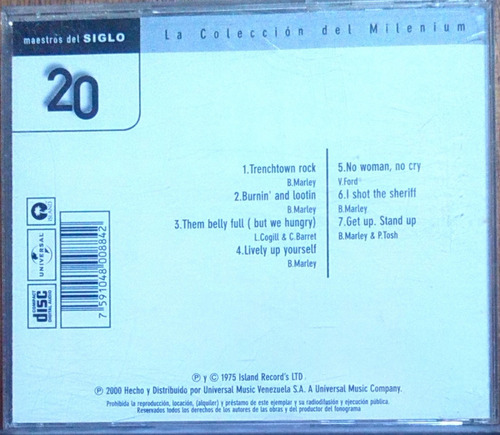 maestros del SIGLO
La Colección del Milenium
20
1.Trenchtown rock
B.Marley
2.Burnin' and lootin
B.Marley
3.Them belly full ( but we hungry)
L.Cogill & C.Barret
4.Lively up yourself
B.Marley
5.No woman, no cry
V.Ford
6.I shot the sheriff
B.Marley
7.Get up. Stand up
B.Marley & P.Tosh
ISLAND
UNIVERSAL
COMPACT
disc
DIGITAL AUDIO
7 591048 008842
℗ y © 1975 Island Record's LTD .
℗ 2000 Hecho y Distribuido por Universal Music Venezuela S.A. A Universal Music Company.
Prohibida la reproducción, locación, (alquiler) y préstamo de este ejemplar y su radiodifusión y ejecución pública.
Reservados todos los derechos de los autores de las obras y del productor del fonograma